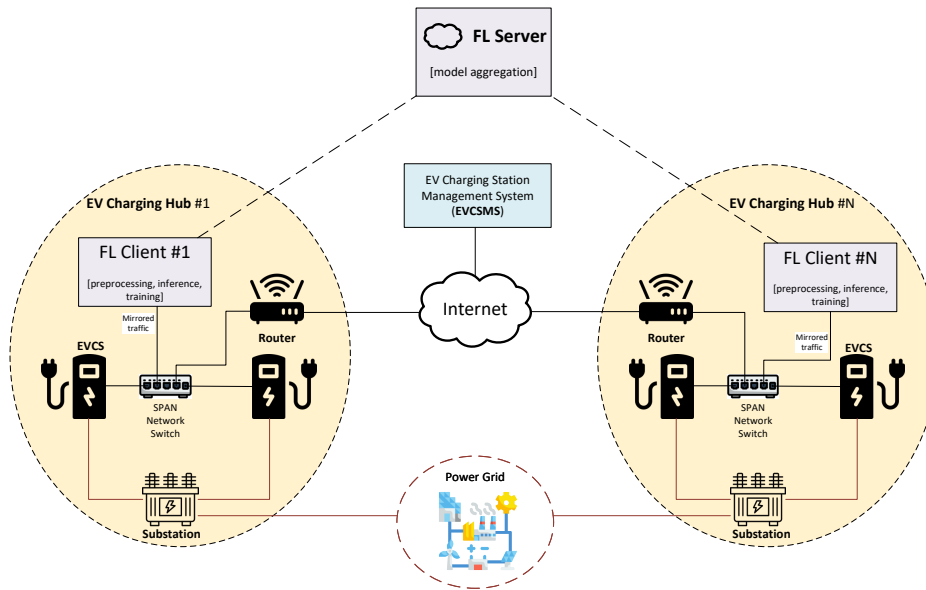 FL Server
[model aggregation]
EV Charging Station
Management System
(EVCSMS)
Internet
EV Charging Hub #1
FL Client #1
[preprocessing, inference,
training]
Mirrored
traffic
Router
EVCS
SPAN
Network
Switch
Substation
Power Grid
EV Charging Hub #N
FL Client #N
[preprocessing, inference,
training]
Mirrored
traffic
Router
EVCS
SPAN
Network
Switch
Substation